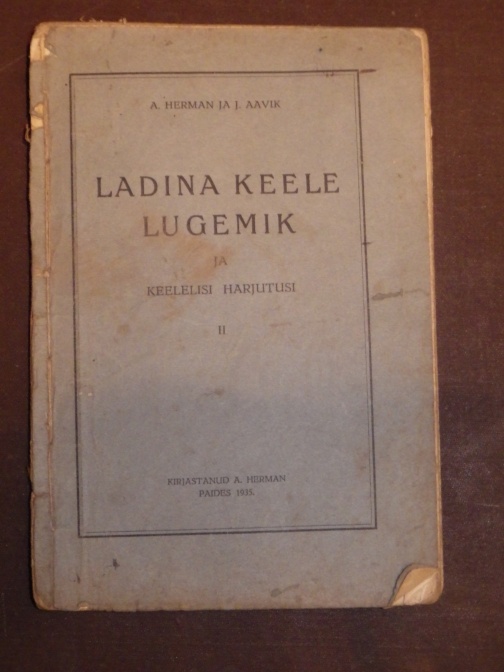 A. HERMAN JA J. AAVIK
LADINA KEELE
LUGEMIK
JA
KEELELISI HARJUTUSI
II
KIRJASTANUD A. HERMAN
PAIDES 1935.